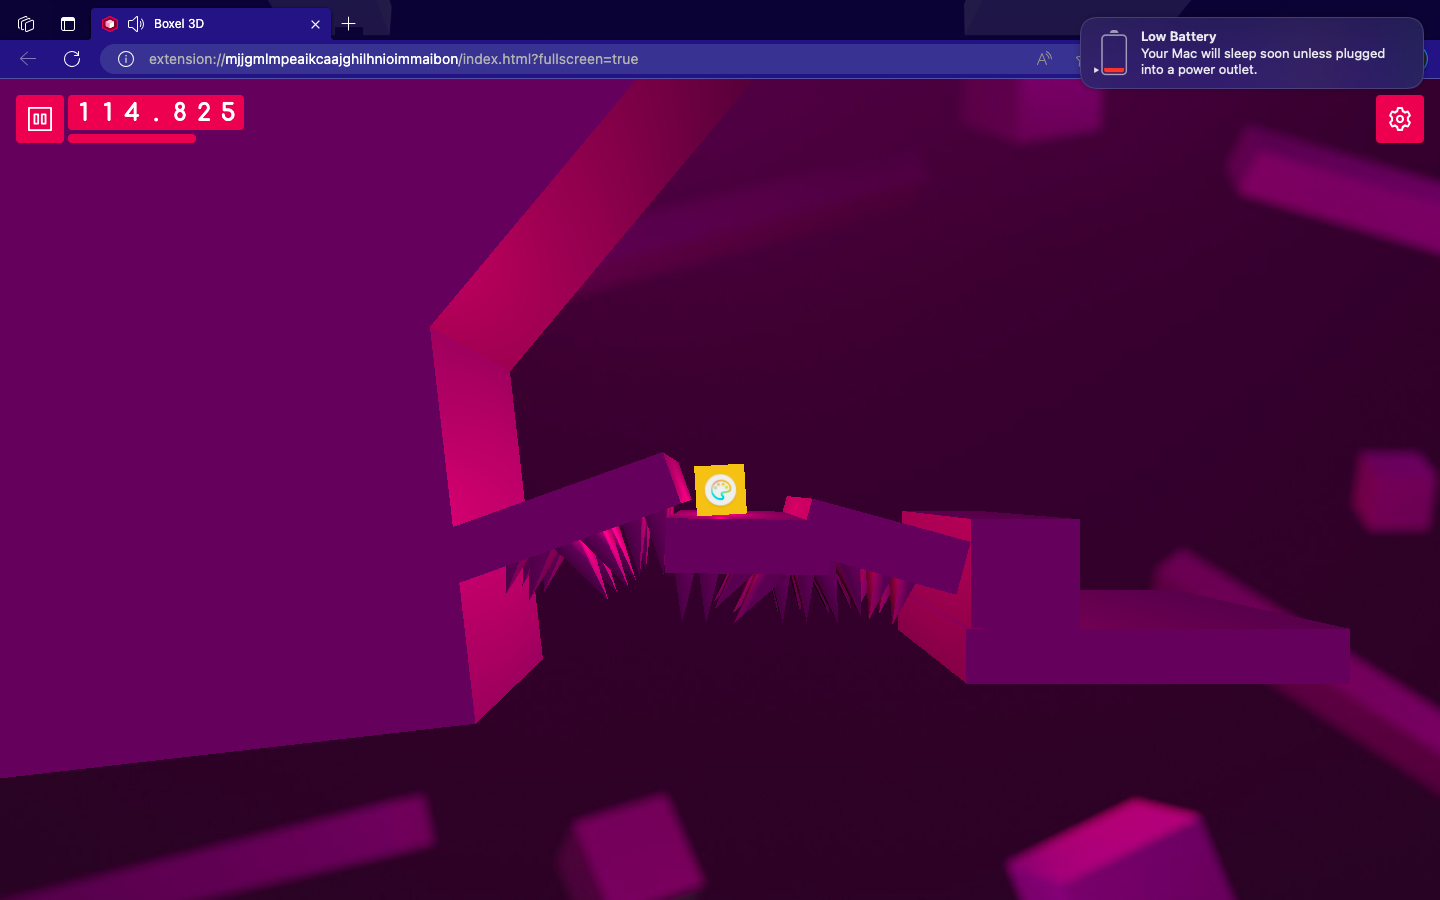 Boxel 3D
extension://mjjgmlmpeaikcaajghilhnioimmaibon/index.html?fullscreen=true
Low Battery
Your Mac will sleep soon unless plugged
into a power outlet.
114.825